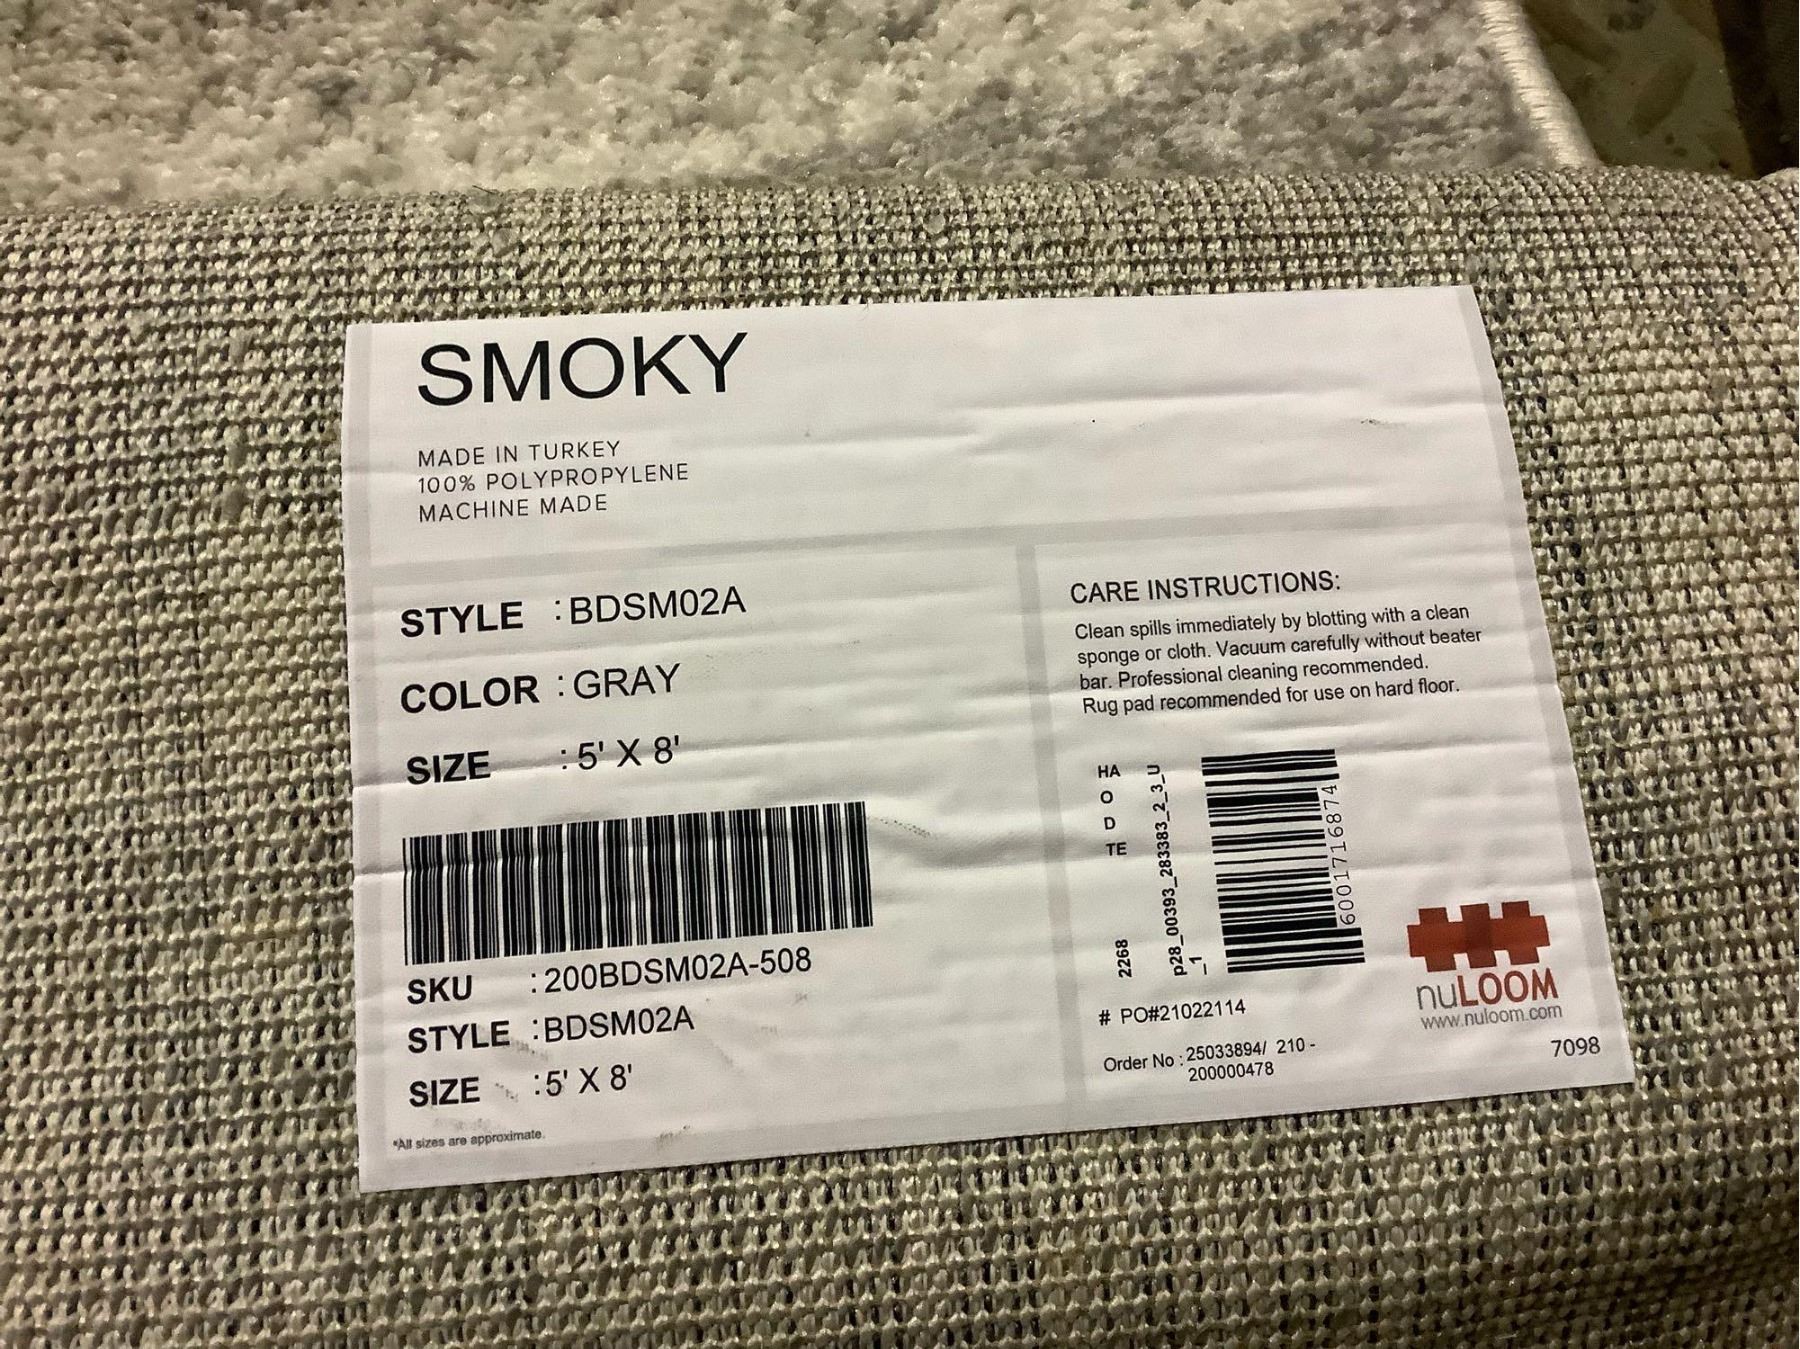 SMOKY
MADE IN TURKEY
100% POLYPROPYLENE
MACHINE MADE
STYLE : BDSM02A
COLOR : GRAY
SIZE : 5' X 8'
SKU : 200BDSM02A-508
STYLE : BDSM02A
SIZE : 5' X 8'
*All sizes are approximate.
CARE INSTRUCTIONS:
Clean spills immediately by blotting with a clean
sponge or cloth. Vacuum carefully without beater
bar. Professional cleaning recommended.
Rug pad recommended for use on hard floor.
HA
O
D
TE
2268
p28_00393_283383_2_3_U
_1
6001716874
# PO#21022114
Order No : 25033894/ 210 -
200000478
nuLOOM
www.nuloom.com
7098